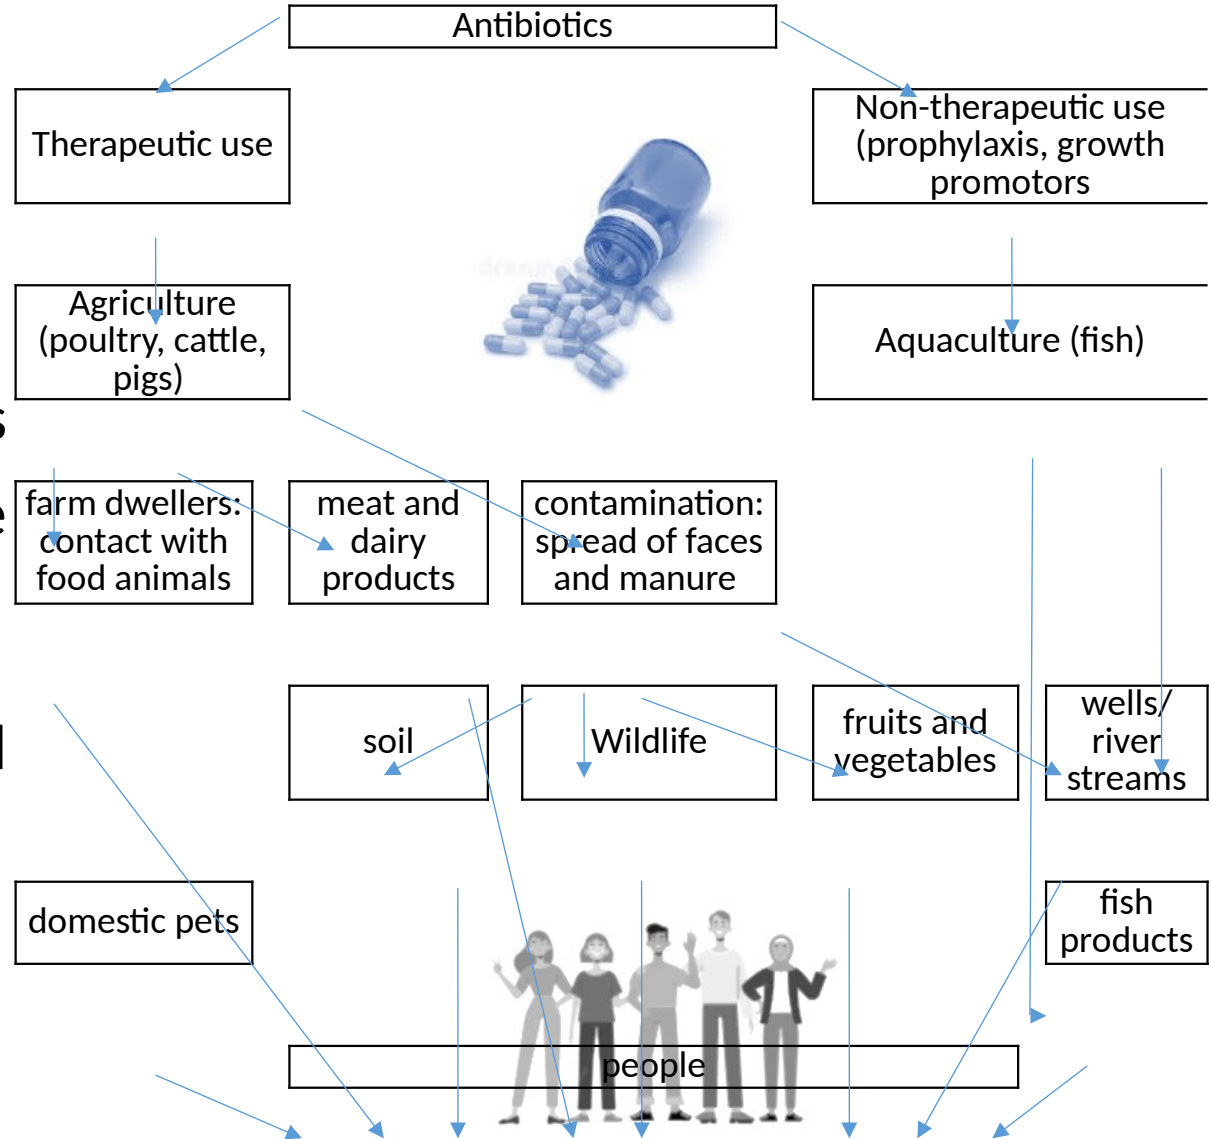 Antibiotics
Therapeutic use
Non-therapeutic use
(prophylaxis, growth
promotors
Agriculture
(poultry, cattle,
pigs)
Aquaculture (fish)
s
e
farm dwellers:
contact with
food animals
meat and
dairy
products
contamination:
spread of faces
and manure
soil
Wildlife
fruits and
vegetables
wells/
river
streams
domestic pets
fish
products
people